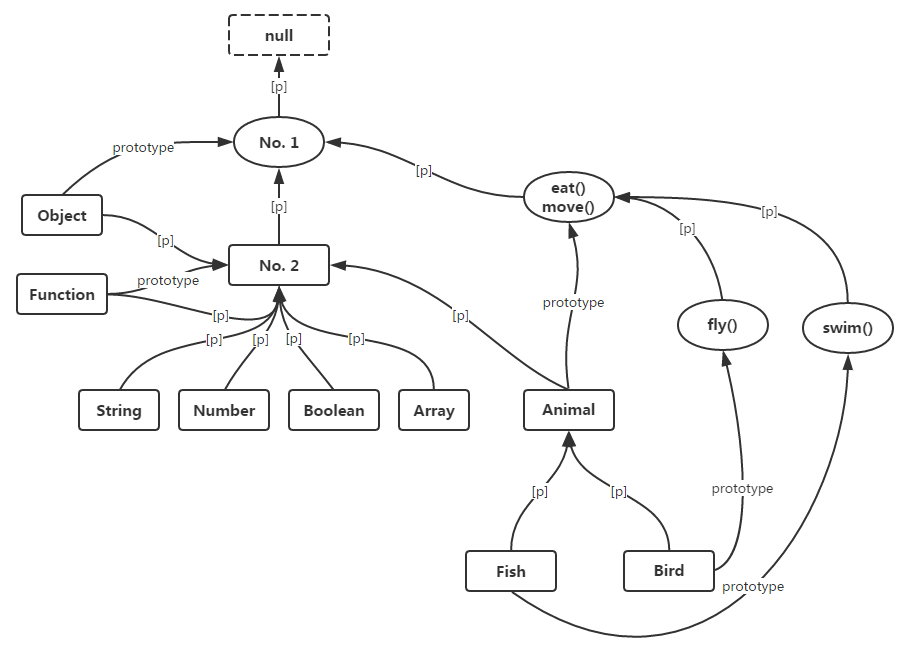 null
[p]
No. 1
prototype
[p]
eat()
move()
Object
[p]
[p]
[p]
[p]
No. 2
prototype
Function
prototype
[p]
[p]
fly()
swim()
[p]
[p]
[p]
[p]
String
Number
Boolean
Array
Animal
[p]
[p]
prototype
Fish
Bird
prototype